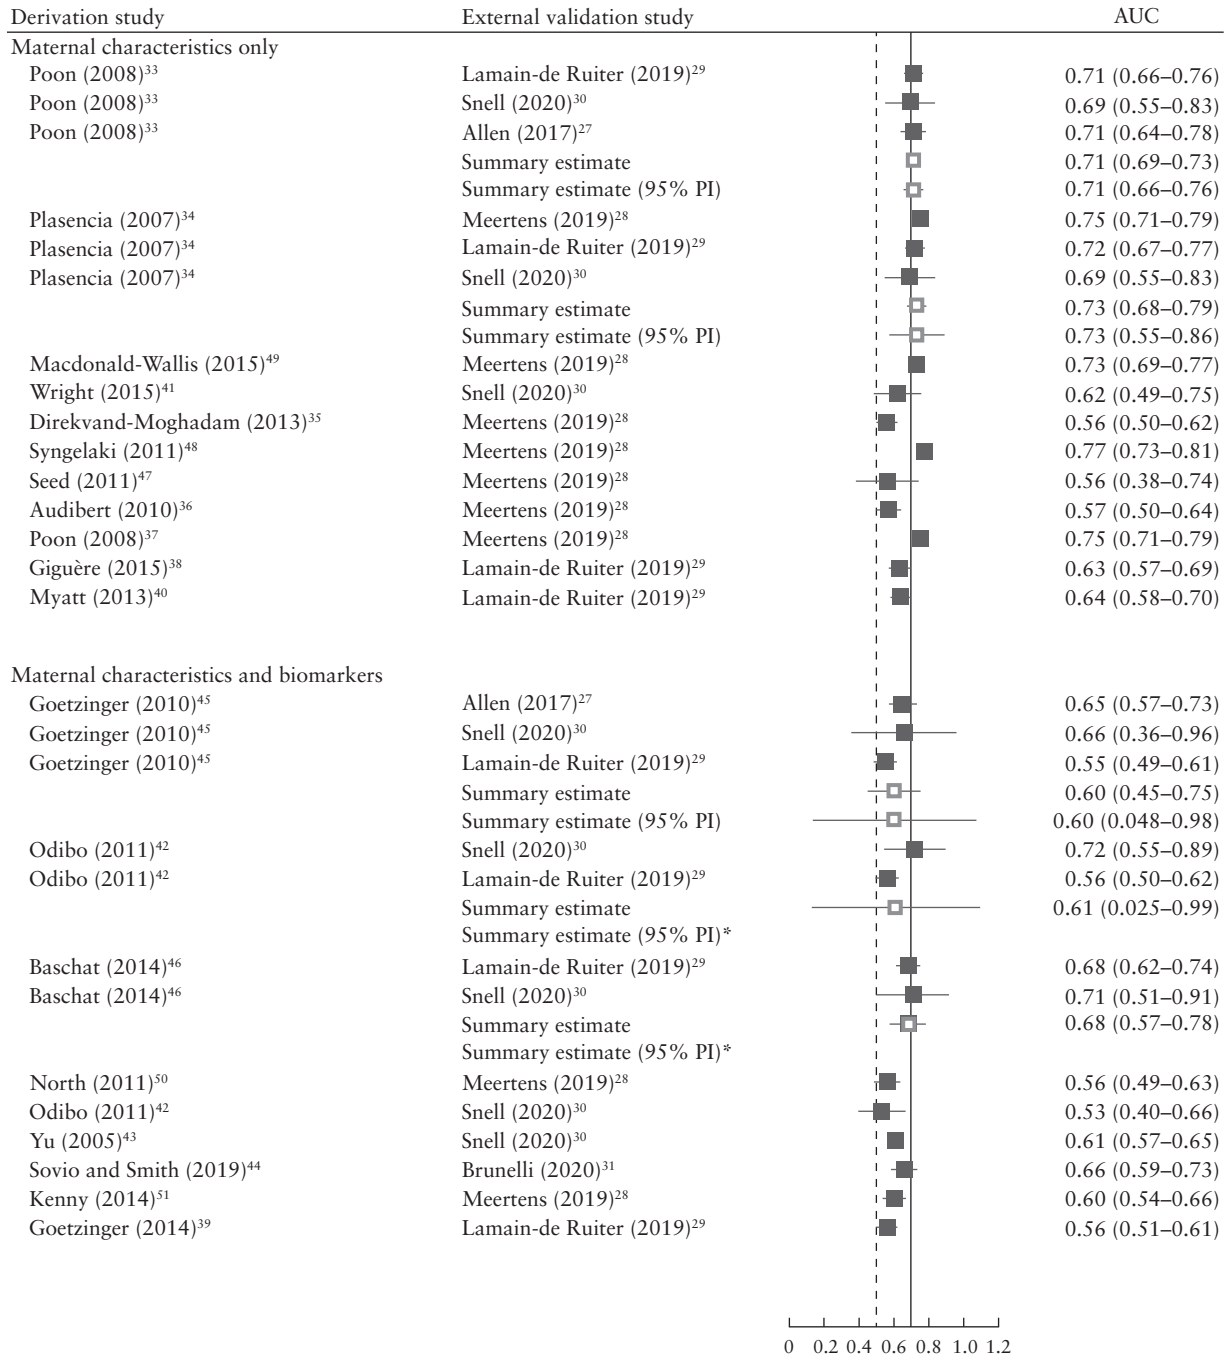 Derivation study External validation study AUC
Maternal characteristics only
Poon (2008)³³ Lamain-de Ruiter (2019)²⁹ 0.71 (0.66–0.76)
Poon (2008)³³ Snell (2020)³⁰ 0.69 (0.55–0.83)
Poon (2008)³³ Allen (2017)²⁷ 0.71 (0.64–0.78)
Summary estimate 0.71 (0.69–0.73)
Summary estimate (95% PI) 0.71 (0.66–0.76)
Plasencia (2007)³⁴ Meertens (2019)²⁸ 0.75 (0.71–0.79)
Plasencia (2007)³⁴ Lamain-de Ruiter (2019)²⁹ 0.72 (0.67–0.77)
Plasencia (2007)³⁴ Snell (2020)³⁰ 0.69 (0.55–0.83)
Summary estimate 0.73 (0.68–0.79)
Summary estimate (95% PI) 0.73 (0.55–0.86)
Macdonald-Wallis (2015)⁴⁹ Meertens (2019)²⁸ 0.73 (0.69–0.77)
Wright (2015)⁴¹ Snell (2020)³⁰ 0.62 (0.49–0.75)
Direkvand-Moghadam (2013)³⁵ Meertens (2019)²⁸ 0.56 (0.50–0.62)
Syngelaki (2011)⁴⁸ Meertens (2019)²⁸ 0.77 (0.73–0.81)
Seed (2011)⁴⁷ Meertens (2019)²⁸ 0.56 (0.38–0.74)
Audibert (2010)³⁶ Meertens (2019)²⁸ 0.57 (0.50–0.64)
Poon (2008)³⁷ Meertens (2019)²⁸ 0.75 (0.71–0.79)
Giguère (2015)³⁸ Lamain-de Ruiter (2019)²⁹ 0.63 (0.57–0.69)
Myatt (2013)⁴⁰ Lamain-de Ruiter (2019)²⁹ 0.64 (0.58–0.70)
Maternal characteristics and biomarkers
Goetzinger (2010)⁴⁵ Allen (2017)²⁷ 0.65 (0.57–0.73)
Goetzinger (2010)⁴⁵ Snell (2020)³⁰ 0.66 (0.36–0.96)
Goetzinger (2010)⁴⁵ Lamain-de Ruiter (2019)²⁹ 0.55 (0.49–0.61)
Summary estimate 0.60 (0.45–0.75)
Summary estimate (95% PI) 0.60 (0.048–0.98)
Odibo (2011)⁴² Snell (2020)³⁰ 0.72 (0.55–0.89)
Odibo (2011)⁴² Lamain-de Ruiter (2019)²⁹ 0.56 (0.50–0.62)
Summary estimate 0.61 (0.025–0.99)
Summary estimate (95% PI)*
Baschat (2014)⁴⁶ Lamain-de Ruiter (2019)²⁹ 0.68 (0.62–0.74)
Baschat (2014)⁴⁶ Snell (2020)³⁰ 0.71 (0.51–0.91)
Summary estimate 0.68 (0.57–0.78)
Summary estimate (95% PI)*
North (2011)⁵⁰ Meertens (2019)²⁸ 0.56 (0.49–0.63)
Odibo (2011)⁴² Snell (2020)³⁰ 0.53 (0.40–0.66)
Yu (2005)⁴³ Snell (2020)³⁰ 0.61 (0.57–0.65)
Sovio and Smith (2019)⁴⁴ Brunelli (2020)³¹ 0.66 (0.59–0.73)
Kenny (2014)⁵¹ Meertens (2019)²⁸ 0.60 (0.54–0.66)
Goetzinger (2014)³⁹ Lamain-de Ruiter (2019)²⁹ 0.56 (0.51–0.61)
0 0.2 0.4 0.6 0.8 1.0 1.2